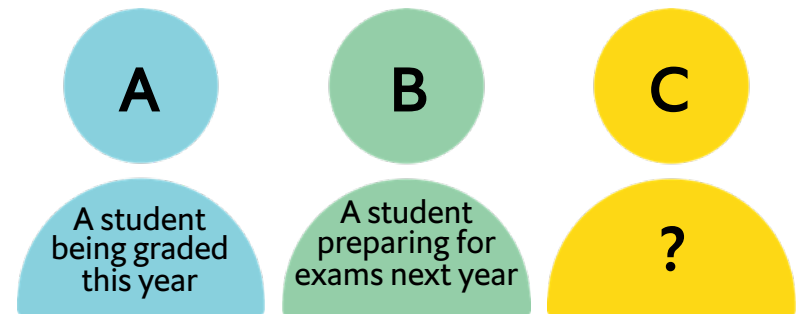 A
B
C
A student
being graded
this year
A student
preparing for
exams next year
?